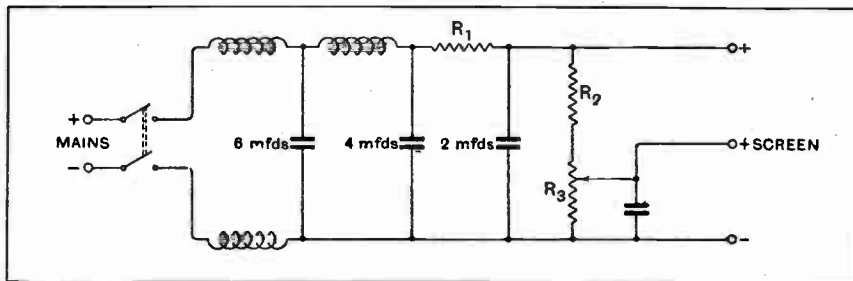 R1
+
R2
+
MAINS
6 mfds
4 mfds
2 mfds
+ SCREEN
-
R3
-